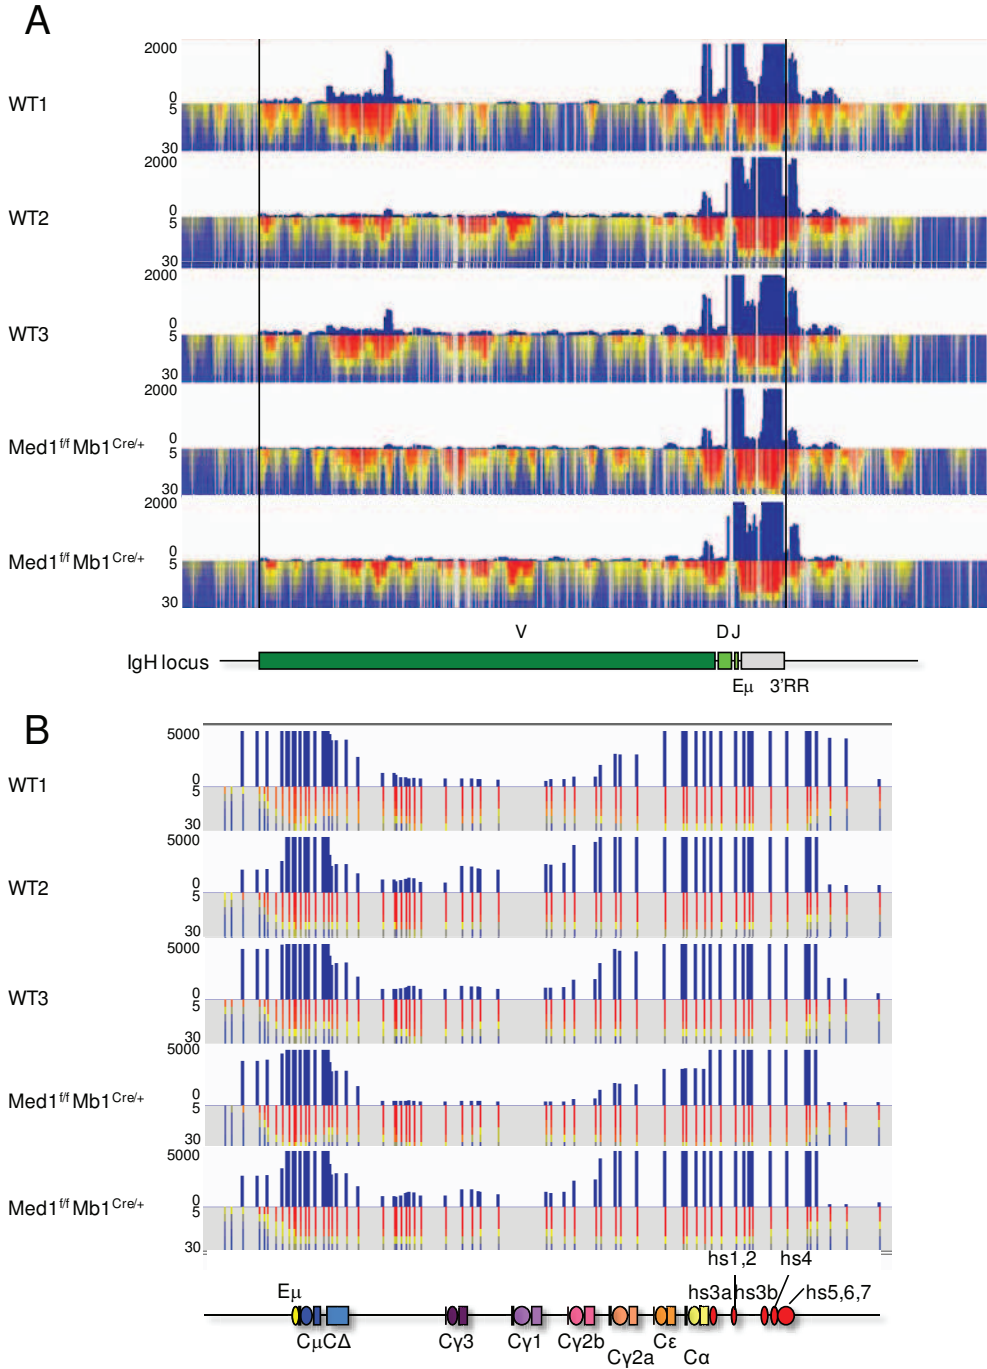 A
2000
0
WT1
5
30
2000
0
WT2
5
30
2000
0
WT3
5
30
2000
0
Med1f/f Mb1Cre/+
5
30
2000
0
Med1f/f Mb1Cre/+
5
30
V D J
IgH locus
Eμ 3'RR
B
5000
0
WT1
5
30
5000
0
WT2
5
30
5000
0
WT3
5
30
5000
0
Med1f/f Mb1Cre/+
5
30
5000
0
Med1f/f Mb1Cre/+
5
30
hs1,2 hs4
Eμ hs3a hs3b hs5,6,7
Cμ CΔ Cγ3 Cγ1 Cγ2b Cγ2a Cε Cα